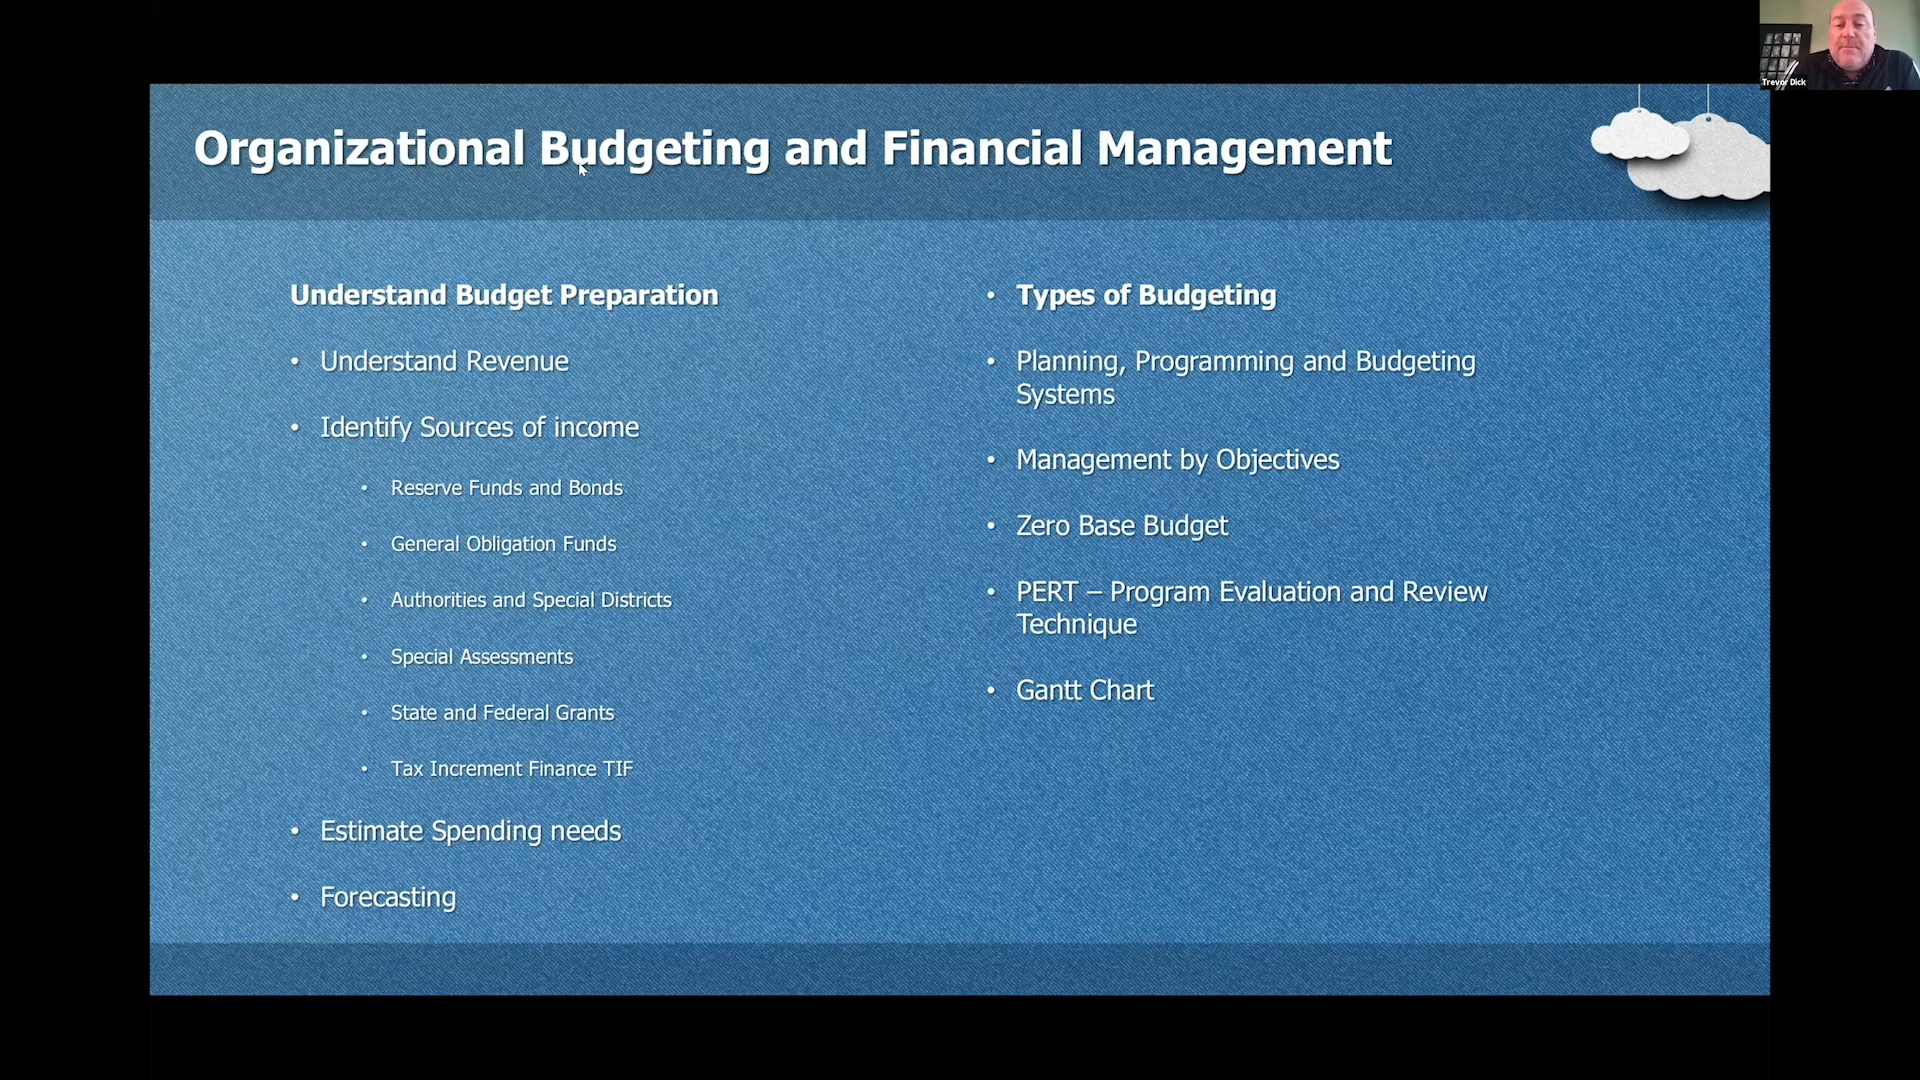 Organizational Budgeting and Financial Management
Understand Budget Preparation
• Understand Revenue
• Identify Sources of income
• Reserve Funds and Bonds
• General Obligation Funds
• Authorities and Special Districts
• Special Assessments
• State and Federal Grants
• Tax Increment Finance TIF
• Estimate Spending needs
• Forecasting
• Types of Budgeting
• Planning, Programming and Budgeting
Systems
• Management by Objectives
• Zero Base Budget
• PERT – Program Evaluation and Review
Technique
• Gantt Chart
Trevor Dick